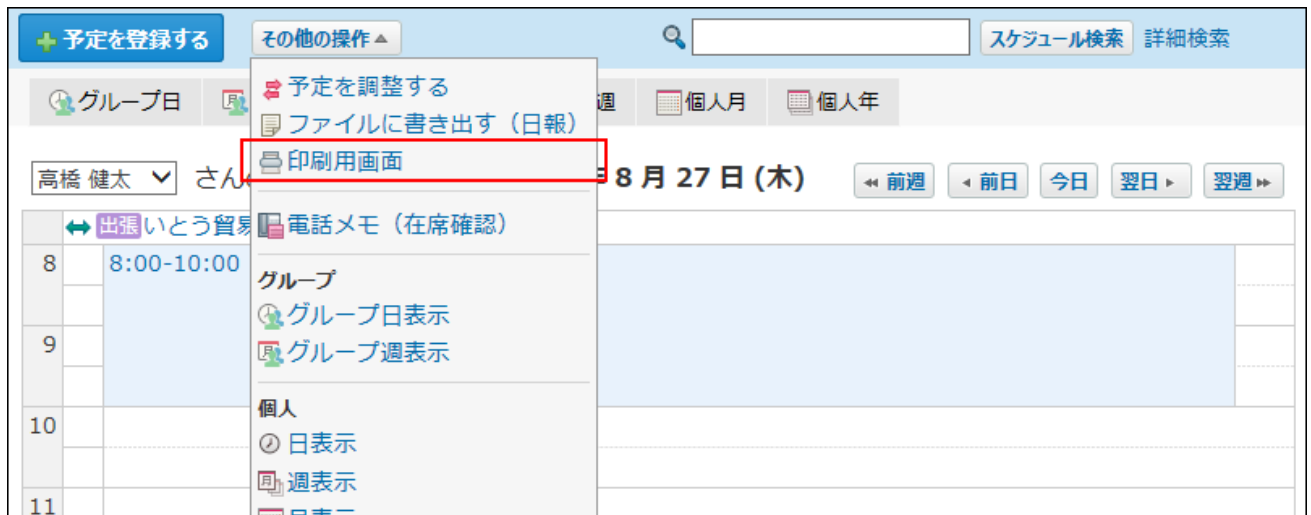 予定を登録する その他の操作▲ スケジュール検索 詳細検索
グループ日 週 個人月 個人年
予定を調整する
ファイルに書き出す（日報）
印刷用画面
電話メモ（在席確認）
グループ
グループ日表示
グループ週表示
個人
日表示
週表示
月表示
高橋 健太 さん 8 月 27 日 (木) 前週 前日 今日 翌日 翌週
出張 いとう貿易
8 8:00-10:00
9
10
11